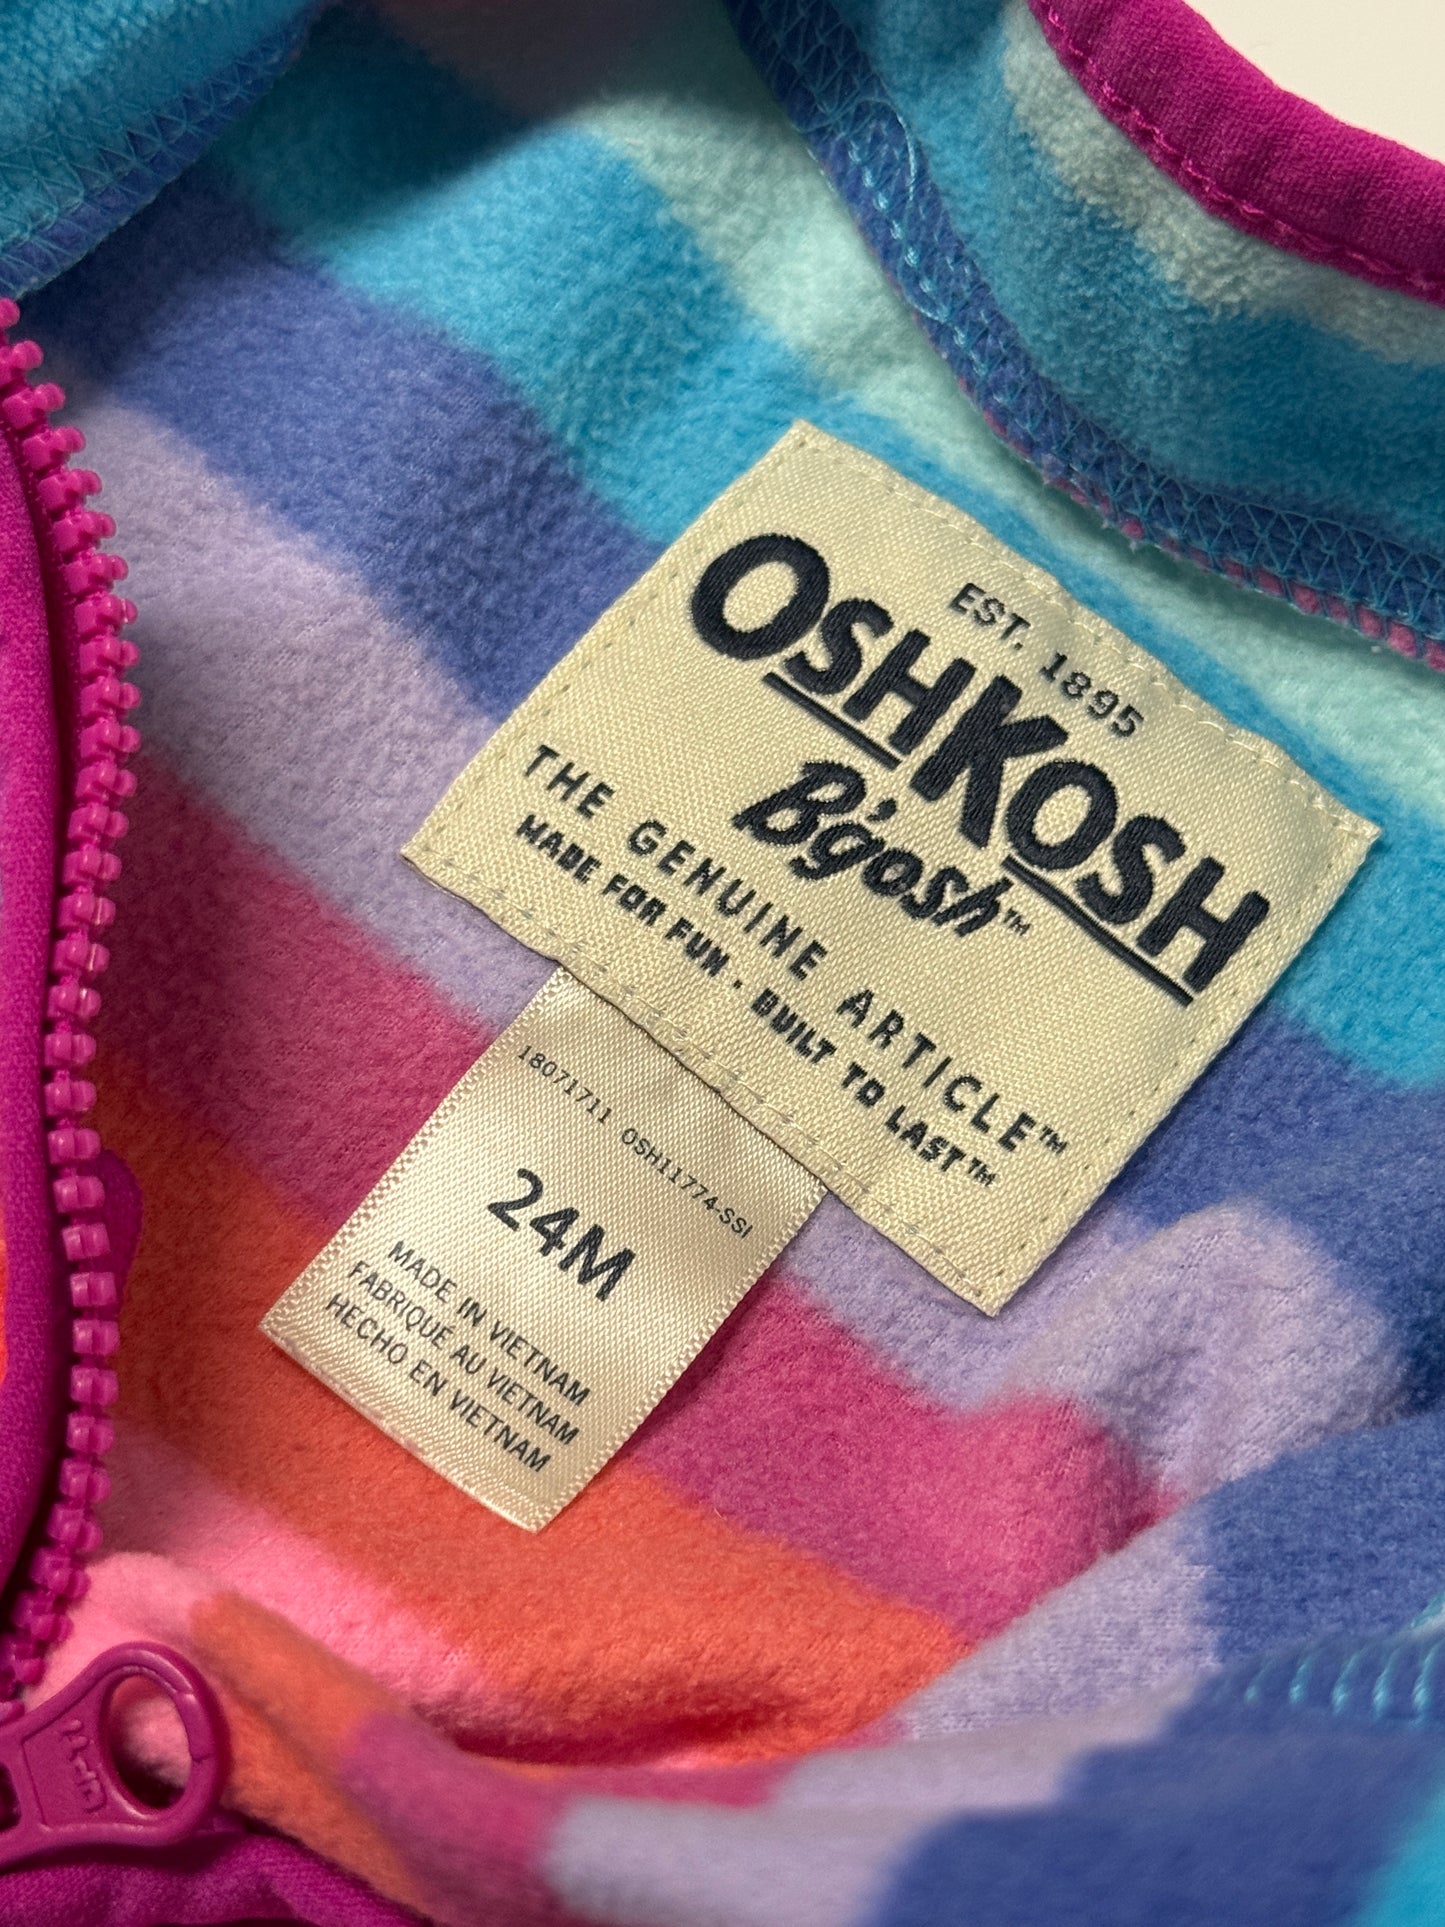 EST. 1895
OSHKOSH
B'gosh™
THE GENUINE ARTICLE™
MADE FOR FUN · BUILT TO LAST™
18071711 OSH11774-SSI
24M
MADE IN VIETNAM
FABRIQUE AU VIETNAM
HECHO EN VIETNAM